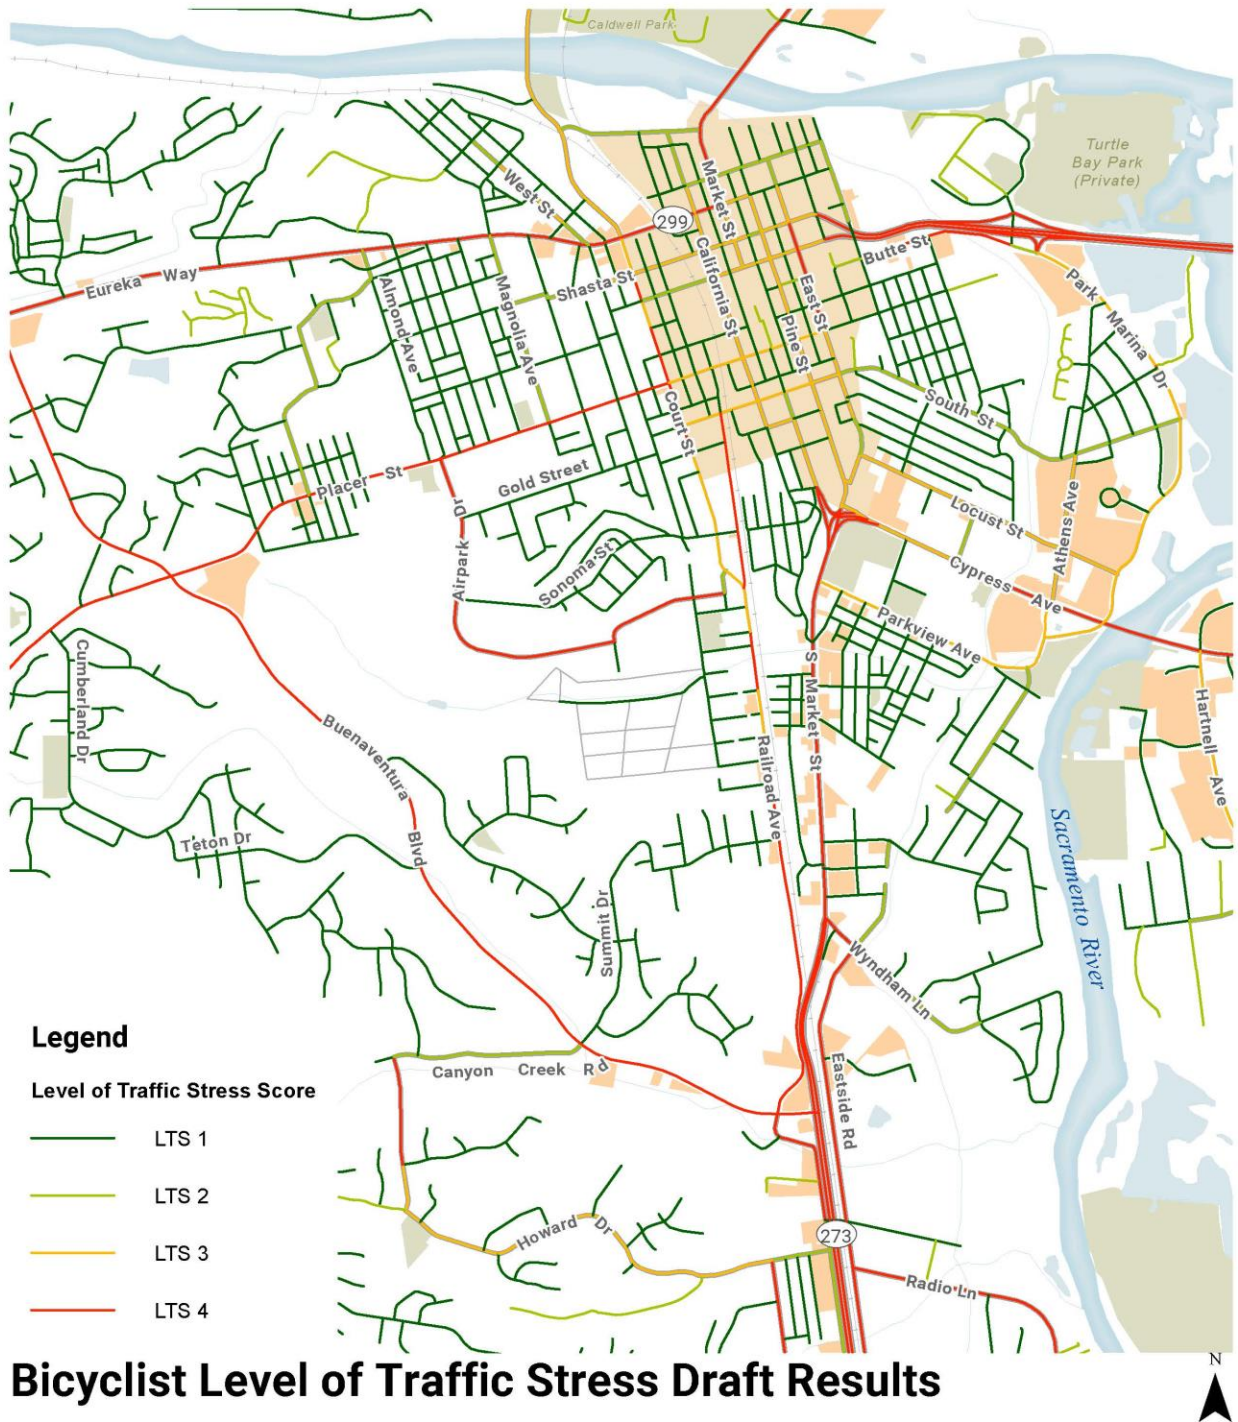 Caldwell Park
Turtle
Bay Park
(Private)
West St
Market St
299
Butte St
Eureka Way
Shasta St
California St
East St
Pine St
Park Marina Dr
Almond Ave
Magnolia Ave
Court St
South St
Placer St
Gold Street
Locust St
Athens Ave
Airpark Dr
Sonoma St
Cypress Ave
Parkview Ave
Cumberland Dr
S Market St
Hartnell Ave
Buenaventura Blvd
Railroad Ave
Teton Dr
Sacramento River
Summit Dr
Wyndham Ln
Canyon Creek Rd
Eastside Rd
Howard Dr
273
Radio Ln
Legend
Level of Traffic Stress Score
LTS 1
LTS 2
LTS 3
LTS 4
N
Bicyclist Level of Traffic Stress Draft Results